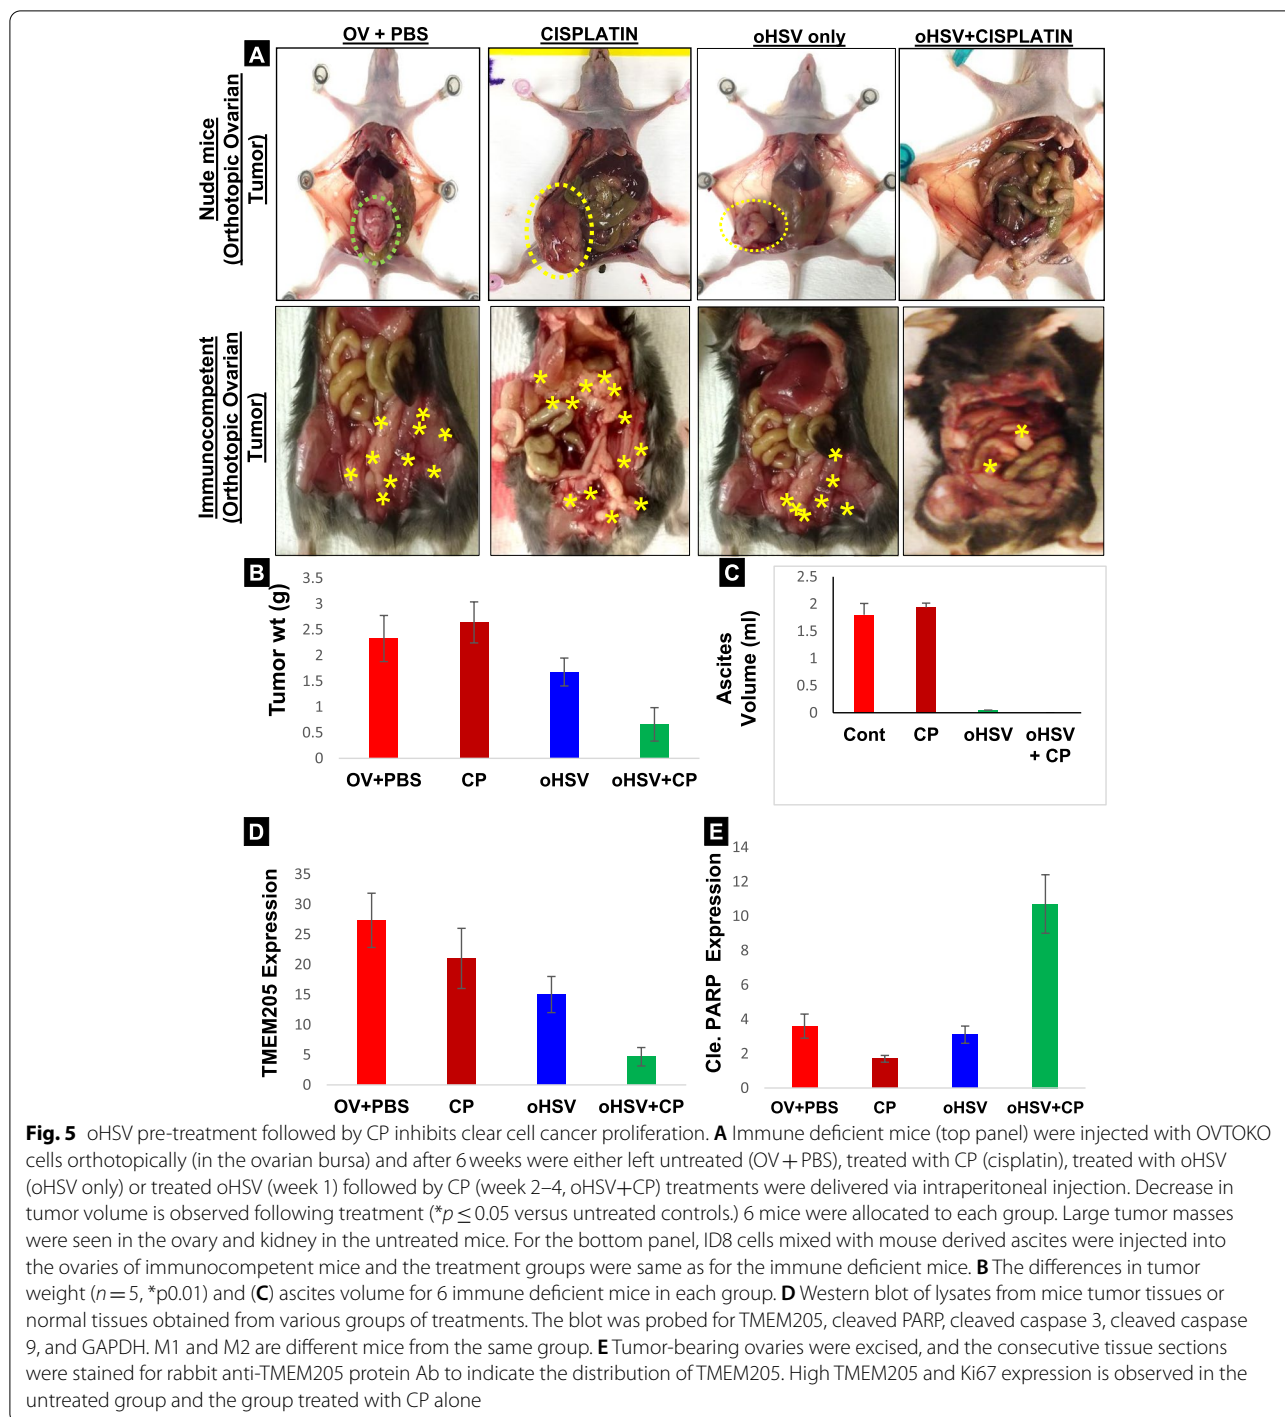 OV + PBS
CISPLATIN
oHSV only
oHSV+CISPLATIN
A
Nude mice
(Orthotopic Ovarian
Tumor)
Immunocompetent
(Orthotopic Ovarian
Tumor)
* * * * * * * * * *
* * * * * * * * * * * * * *
* * * * * * * *
* *
B
Tumor wt (g)
3.5
3
2.5
2
1.5
1
0.5
0
OV+PBS CP oHSV oHSV+CP
C
Ascites
Volume (ml)
2.5
2
1.5
1
0.5
0
Cont CP oHSV oHSV
+ CP
D
TMEM205 Expression
35
30
25
20
15
10
5
0
OV+PBS CP oHSV oHSV+CP
E
Cle. PARP Expression
14
12
10
8
6
4
2
0
OV+PBS CP oHSV oHSV+CP
Fig. 5 oHSV pre-treatment followed by CP inhibits clear cell cancer proliferation. A Immune deficient mice (top panel) were injected with OVTOKO
cells orthotopically (in the ovarian bursa) and after 6 weeks were either left untreated (OV + PBS), treated with CP (cisplatin), treated with oHSV
(oHSV only) or treated oHSV (week 1) followed by CP (week 2–4, oHSV+CP) treatments were delivered via intraperitoneal injection. Decrease in
tumor volume is observed following treatment (*p ≤ 0.05 versus untreated controls.) 6 mice were allocated to each group. Large tumor masses
were seen in the ovary and kidney in the untreated mice. For the bottom panel, ID8 cells mixed with mouse derived ascites were injected into
the ovaries of immunocompetent mice and the treatment groups were same as for the immune deficient mice. B The differences in tumor
weight (n = 5, *p0.01) and (C) ascites volume for 6 immune deficient mice in each group. D Western blot of lysates from mice tumor tissues or
normal tissues obtained from various groups of treatments. The blot was probed for TMEM205, cleaved PARP, cleaved caspase 3, cleaved caspase
9, and GAPDH. M1 and M2 are different mice from the same group. E Tumor-bearing ovaries were excised, and the consecutive tissue sections
were stained for rabbit anti-TMEM205 protein Ab to indicate the distribution of TMEM205. High TMEM205 and Ki67 expression is observed in the
untreated group and the group treated with CP alone